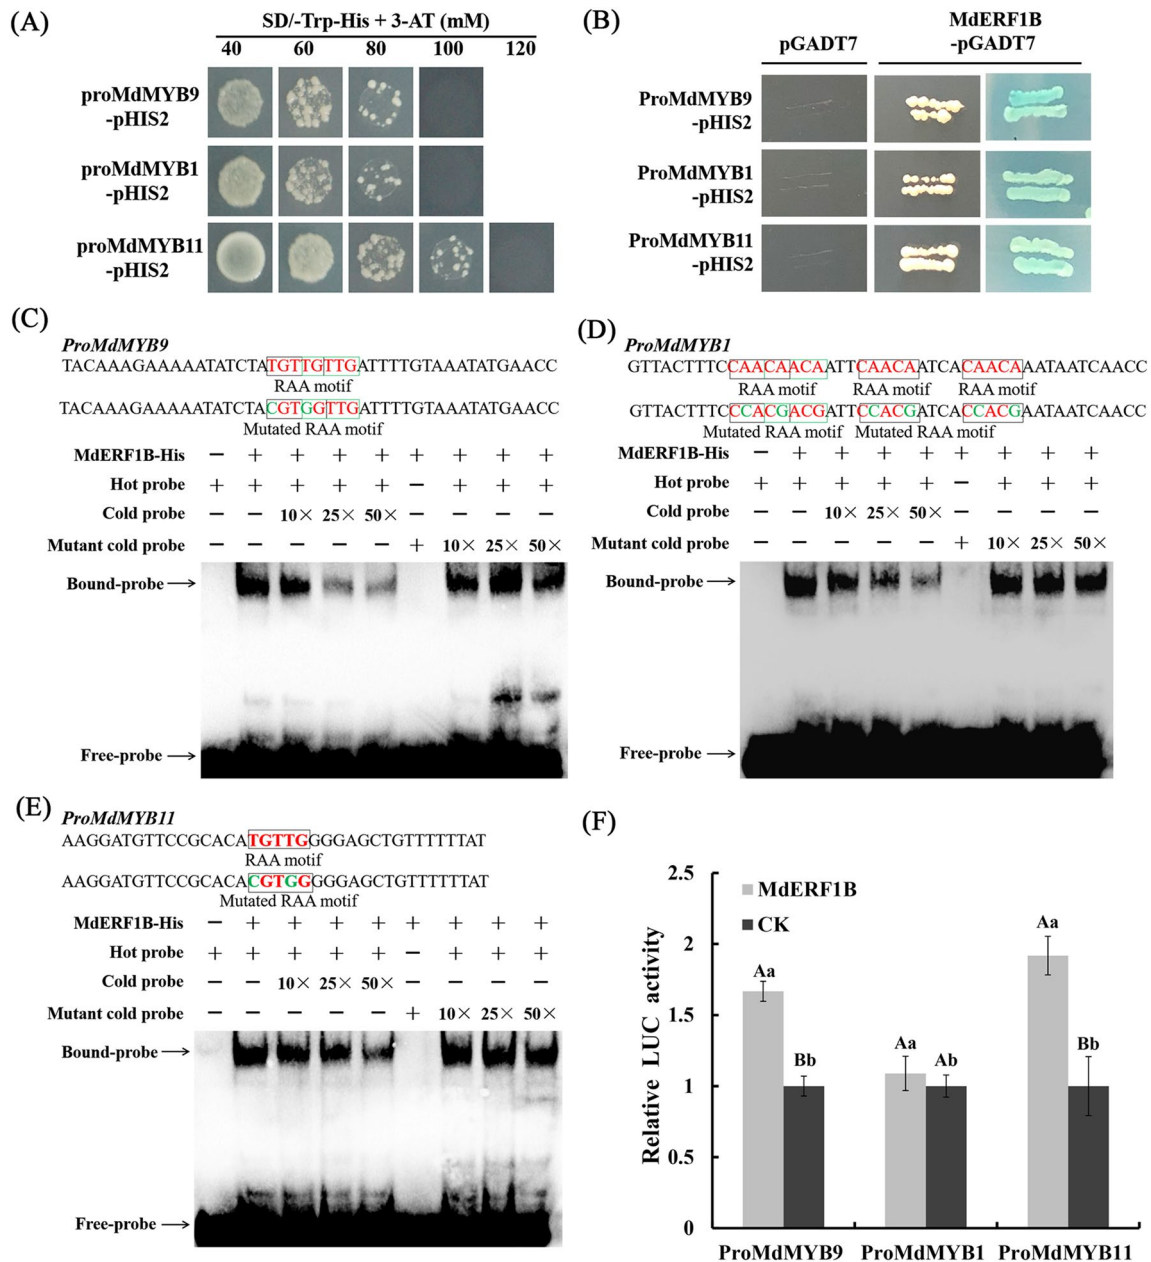 (A)
SD/-Trp-His + 3-AT (mM)
40 60 80 100 120
proMdMYB9
-pHIS2
proMdMYB1
-pHIS2
proMdMYB11
-pHIS2
(B)
pGADT7
MdERF1B
-pGADT7
ProMdMYB9
-pHIS2
ProMdMYB1
-pHIS2
ProMdMYB11
-pHIS2
(C)
ProMdMYB9
TACAAAGAAAAATATCTATGTTGTTGATTTTGTAAATATGAACC
RAA motif
TACAAAGAAAAATATCTACGTGGTTGATTTTGTAAATATGAACC
Mutated RAA motif
MdERF1B-His − + + + + + + + +
Hot probe + + + + + − + + +
Cold probe − − 10× 25× 50× − − − −
Mutant cold probe − − − − − + 10× 25× 50×
Bound-probe
Free-probe
(D)
ProMdMYB1
GTTACTTTCCAACAACAATTCAACAATCACAACAAATAATCAACC
RAA motif RAA motif RAA motif
GTTACTTTCCCACGACGATTCCACGATCACCACGAATAATCAACC
Mutated RAA motif Mutated RAA motif
MdERF1B-His − + + + + + + + +
Hot probe + + + + + − + + +
Cold probe − − 10× 25× 50× − − − −
Mutant cold probe − − − − − + 10× 25× 50×
Bound-probe
Free-probe
(E)
ProMdMYB11
AAGGATGTTCCGCACATGTTGGGGAGCTGTTTTTTAT
RAA motif
AAGGATGTTCCGCACACGTGGGGGAGCTGTTTTTTAT
Mutated RAA motif
MdERF1B-His − + + + + + + + +
Hot probe + + + + + − + + +
Cold probe − − 10× 25× 50× − − − −
Mutant cold probe − − − − − + 10× 25× 50×
Bound-probe
Free-probe
(F)
Relative LUC activity
2.5
2
1.5
1
0.5
0
MdERF1B
CK
Aa Bb Aa Ab Aa Bb
ProMdMYB9 ProMdMYB1 ProMdMYB11